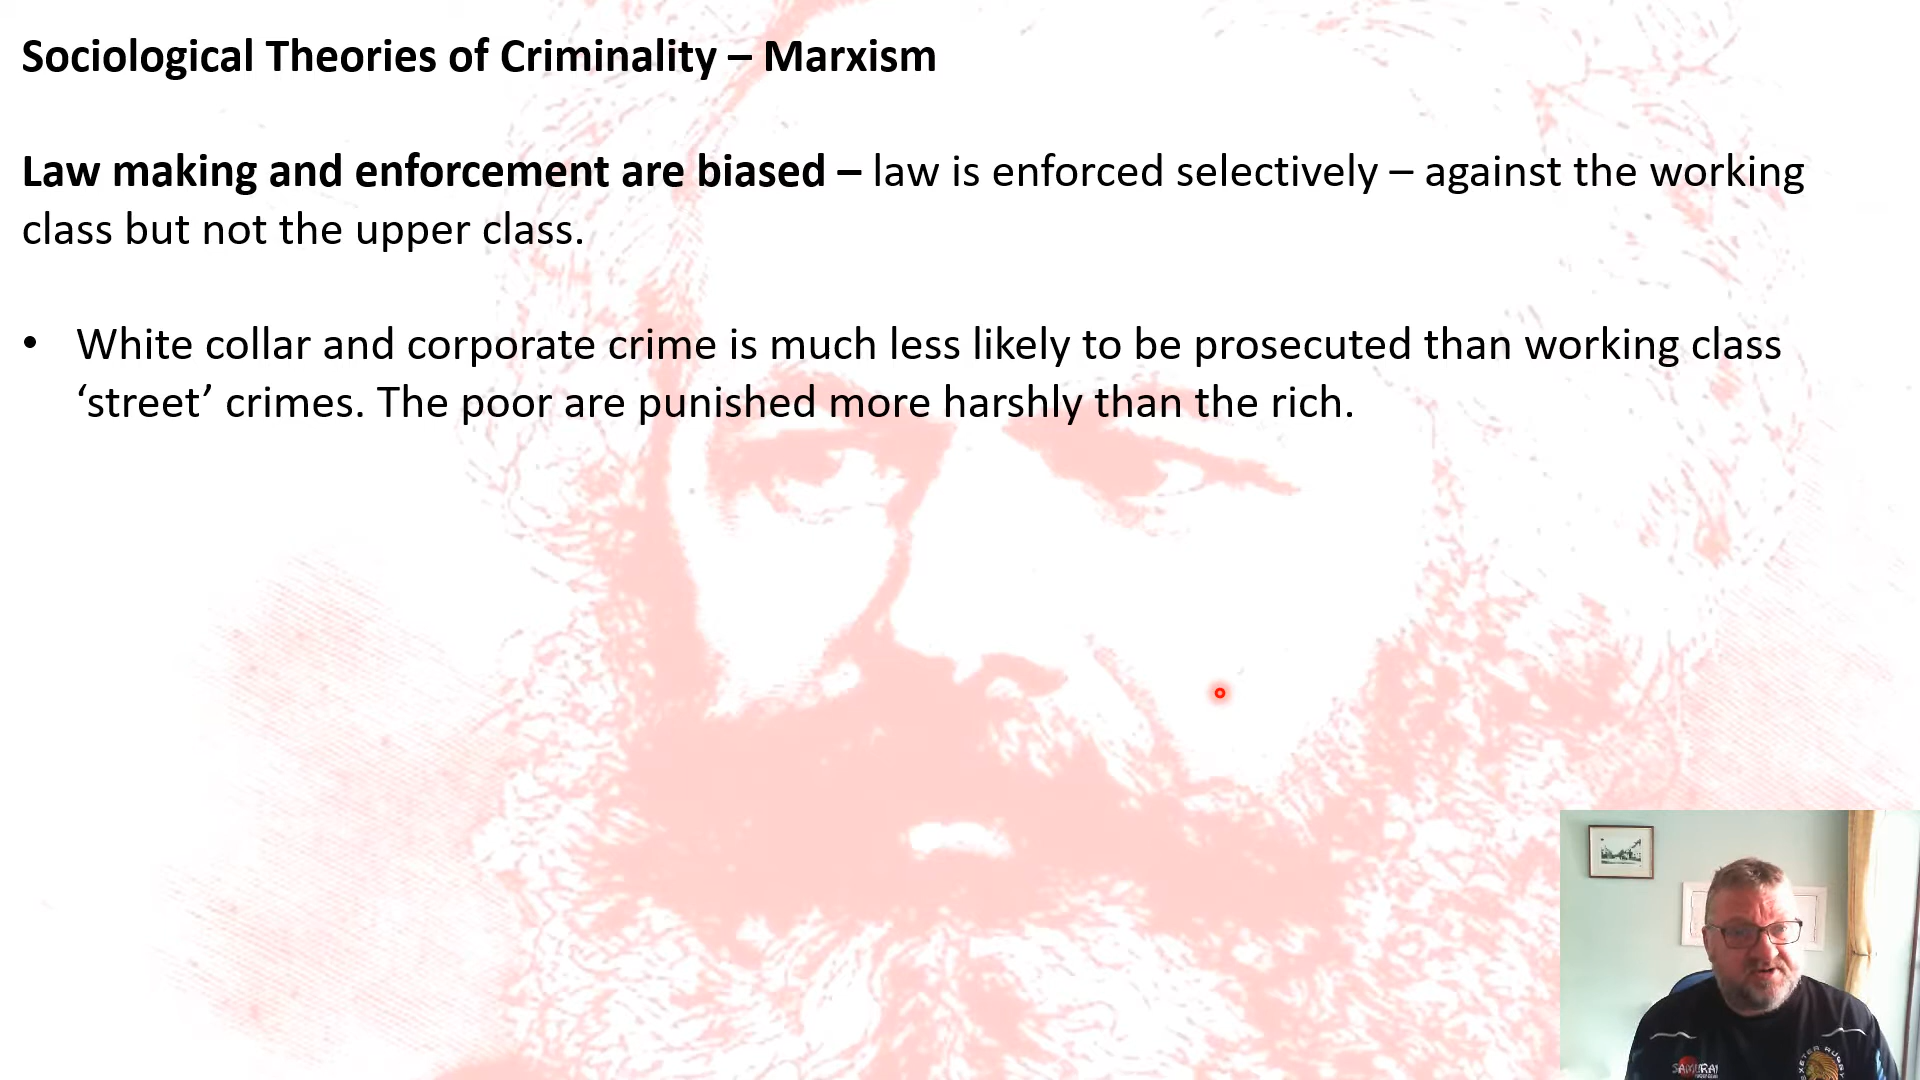 Sociological Theories of Criminality – Marxism
Law making and enforcement are biased – law is enforced selectively – against the working
class but not the upper class.
• White collar and corporate crime is much less likely to be prosecuted than working class
‘street’ crimes. The poor are punished more harshly than the rich.
SAMURAI